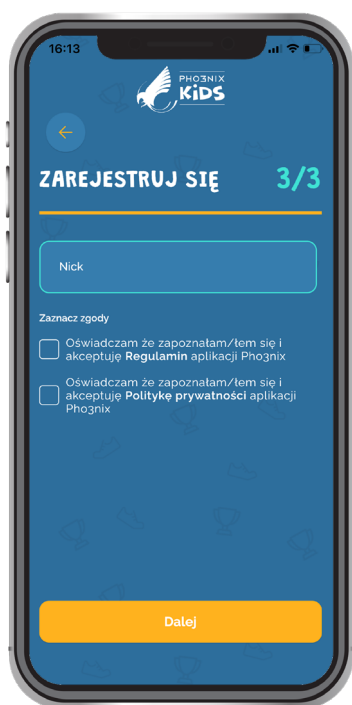 16:13
PHO3NIX
KiDS
ZAREJESTRUJ SIĘ 3/3
Nick
Zaznacz zgody
Oświadczam że zapoznałam/łem się i
akceptuję Regulamin aplikacji Pho3nix
Oświadczam że zapoznałam/łem się i
akceptuję Politykę prywatności aplikacji
Pho3nix
Dalej